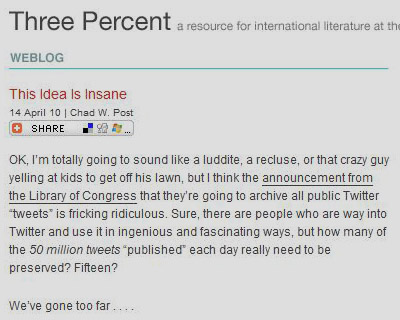 Three Percent a resource for international literature at the
WEBLOG
This Idea Is Insane
14 April 10 | Chad W. Post
SHARE ...
OK, I'm totally going to sound like a luddite, a recluse, or that crazy guy
yelling at kids to get off his lawn, but I think the announcement from
the Library of Congress that they're going to archive all public Twitter
“tweets” is fricking ridiculous. Sure, there are people who are way into
Twitter and use it in ingenious and fascinating ways, but how many of
the 50 million tweets “published” each day really need to be
preserved? Fifteen?
We've gone too far . . . .